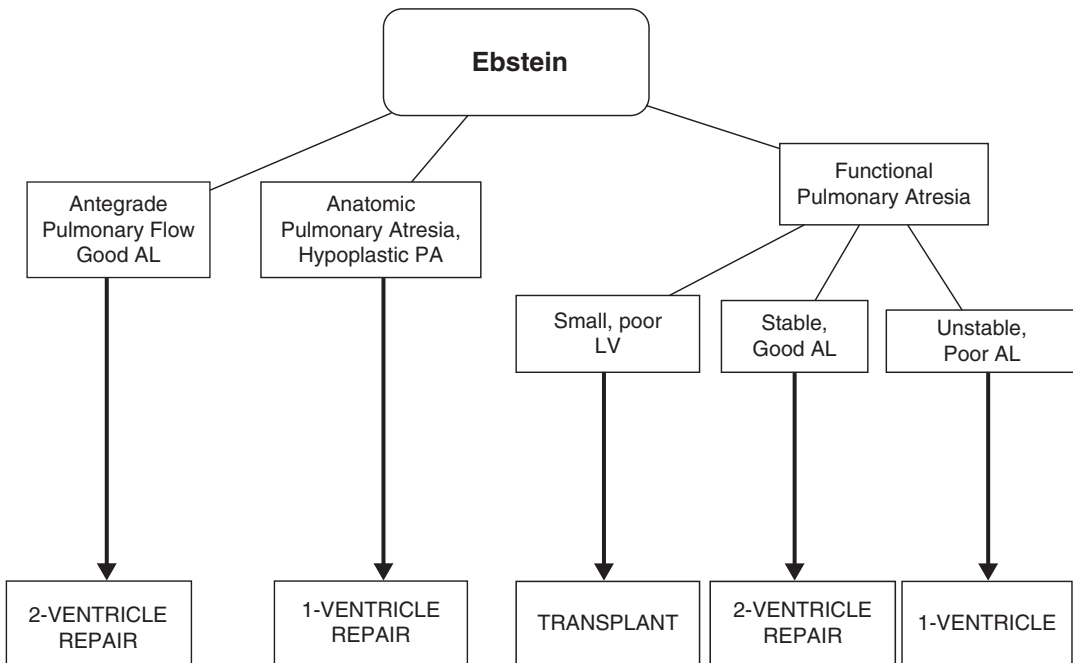 Ebstein
Functional
Pulmonary Atresia
Antegrade
Pulmonary Flow
Good AL
Anatomic
Pulmonary Atresia,
Hypoplastic PA
Small, poor
LV
Stable,
Good AL
Unstable,
Poor AL
2-VENTRICLE
REPAIR
1-VENTRICLE
REPAIR
TRANSPLANT
2-VENTRICLE
REPAIR
1-VENTRICLE